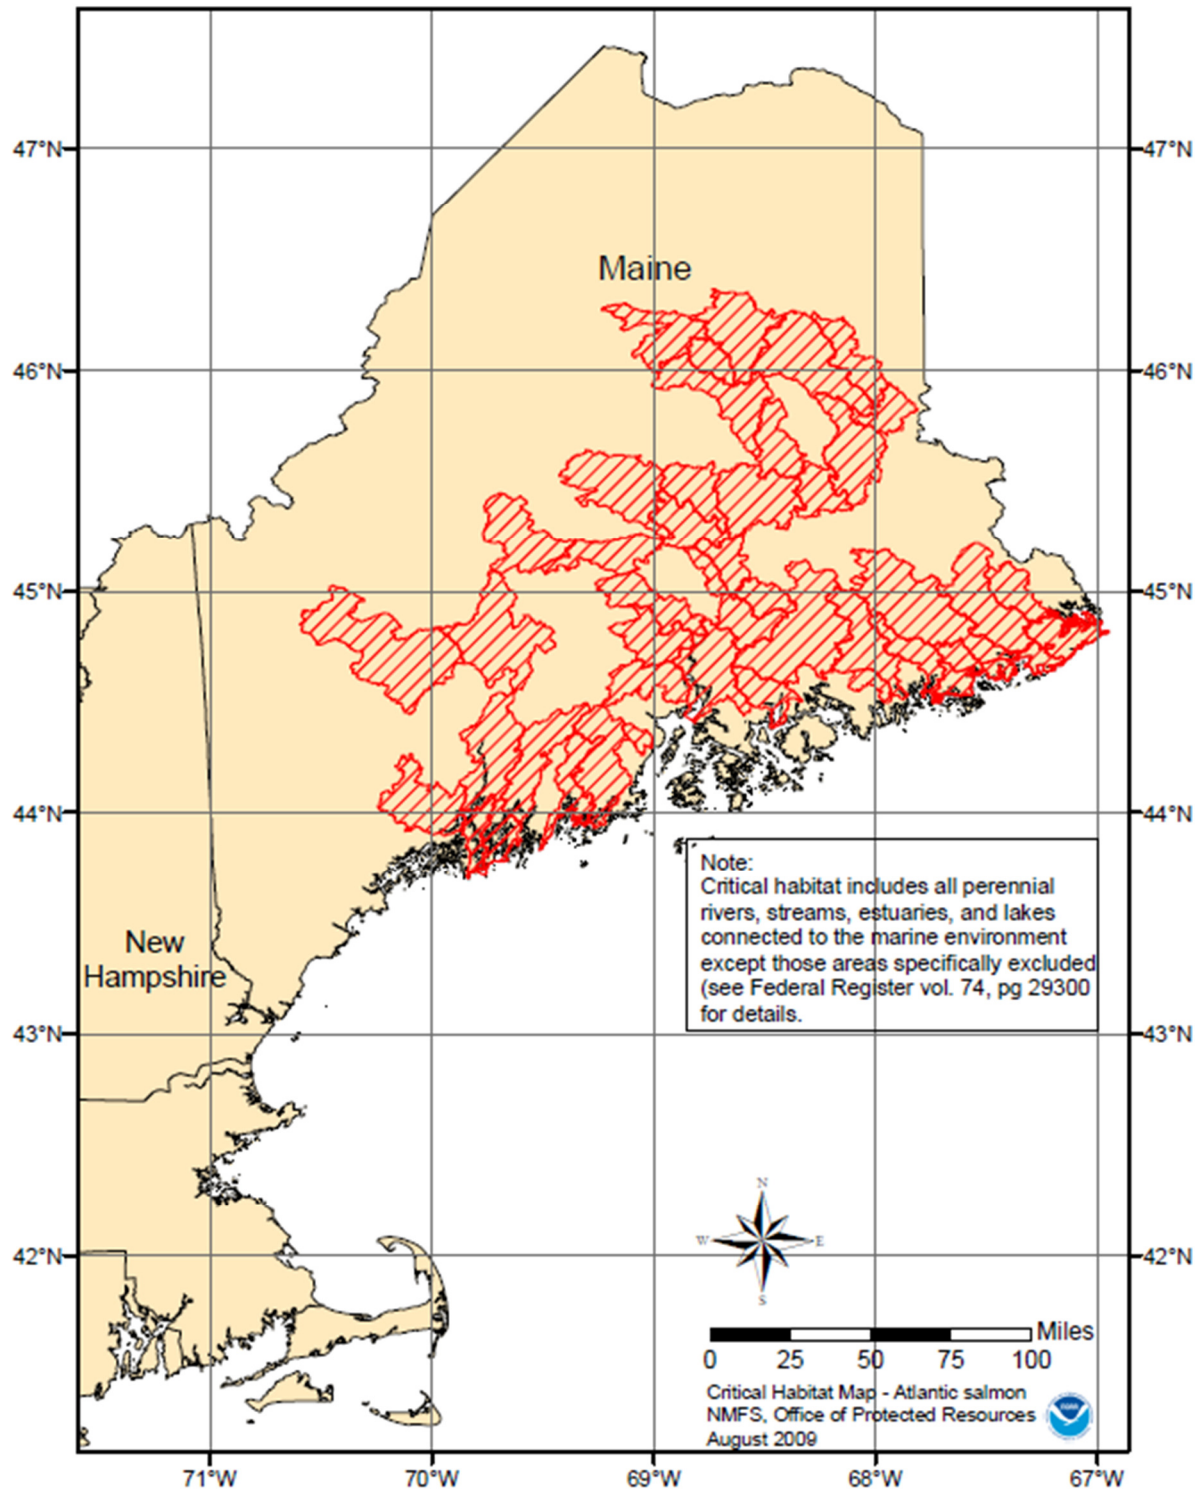 47°N
47°N
Maine
46°N
46°N
45°N
45°N
44°N
44°N
Note:
Critical habitat includes all perennial
rivers, streams, estuaries, and lakes
connected to the marine environment
except those areas specifically excluded
(see Federal Register vol. 74, pg 29300
for details.
New
Hampshire
43°N
43°N
N
W
E
S
42°N
42°N
Miles
0 25 50 75 100
Critical Habitat Map - Atlantic salmon
NMFS, Office of Protected Resources
August 2009
NOAA
71°W 70°W 69°W 68°W 67°W